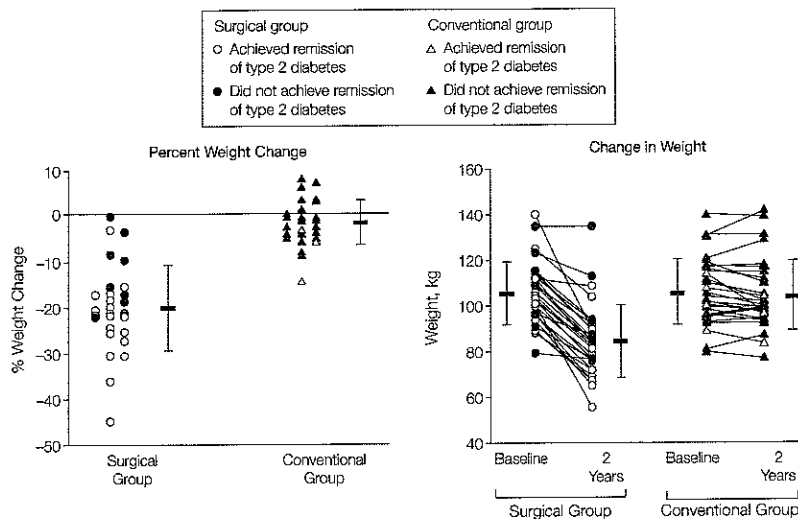 Surgical group
Achieved remission
of type 2 diabetes
Did not achieve remission
of type 2 diabetes
Conventional group
Achieved remission
of type 2 diabetes
Did not achieve remission
of type 2 diabetes
Percent Weight Change
% Weight Change
10
0
-10
-20
-30
-40
-50
Surgical
Group
Conventional
Group
Change in Weight
Weight, kg
160
140
120
100
80
60
40
Baseline
2
Years
Baseline
2
Years
Surgical Group
Conventional Group